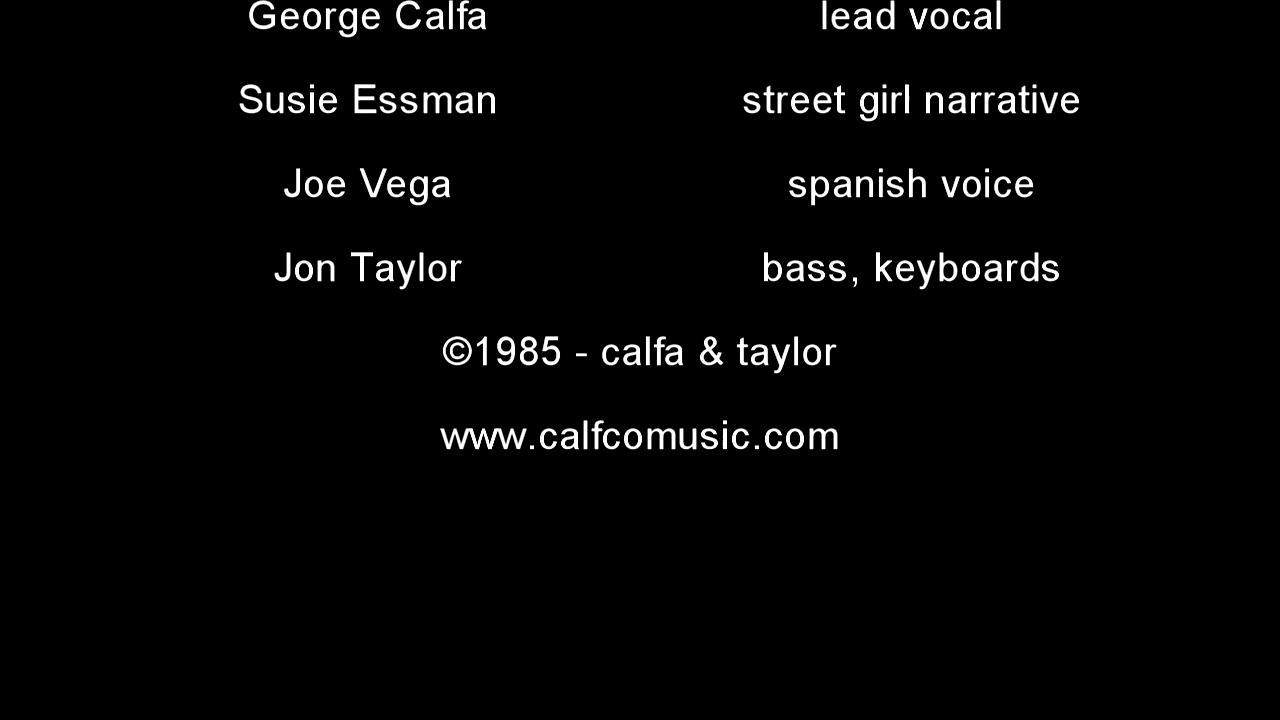 George Calfa lead vocal
Susie Essman street girl narrative
Joe Vega spanish voice
Jon Taylor bass, keyboards
©1985 - calfa & taylor
www.calfcomusic.com